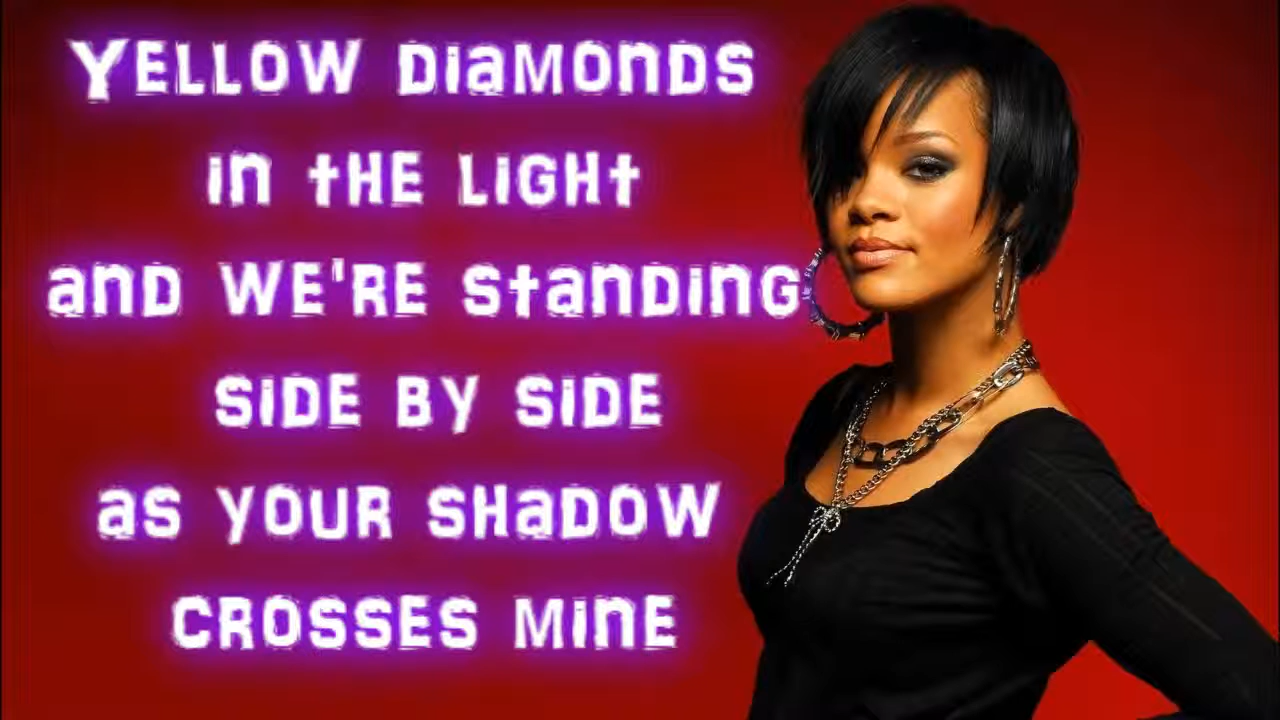 Yellow diamonds
in the light
and we're standing
side by side
as your shadow
crosses mine